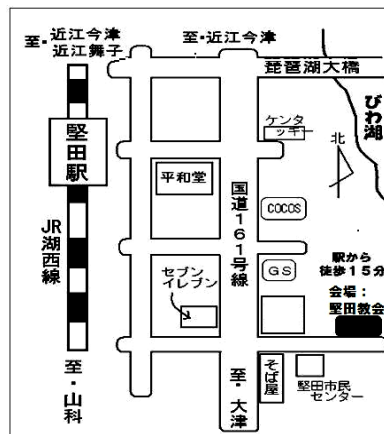 至・近江今津
近江舞子
至・近江今津
琵琶湖大橋
びわ湖
ケンタ
ッキー
北
堅田駅
平和堂
国道161号線
COCOS
JR湖西線
駅から
徒歩15分
セブン
イレブン
GS
会場：
堅田教会
至・山科
至・大津
そば屋
堅田市民
センター